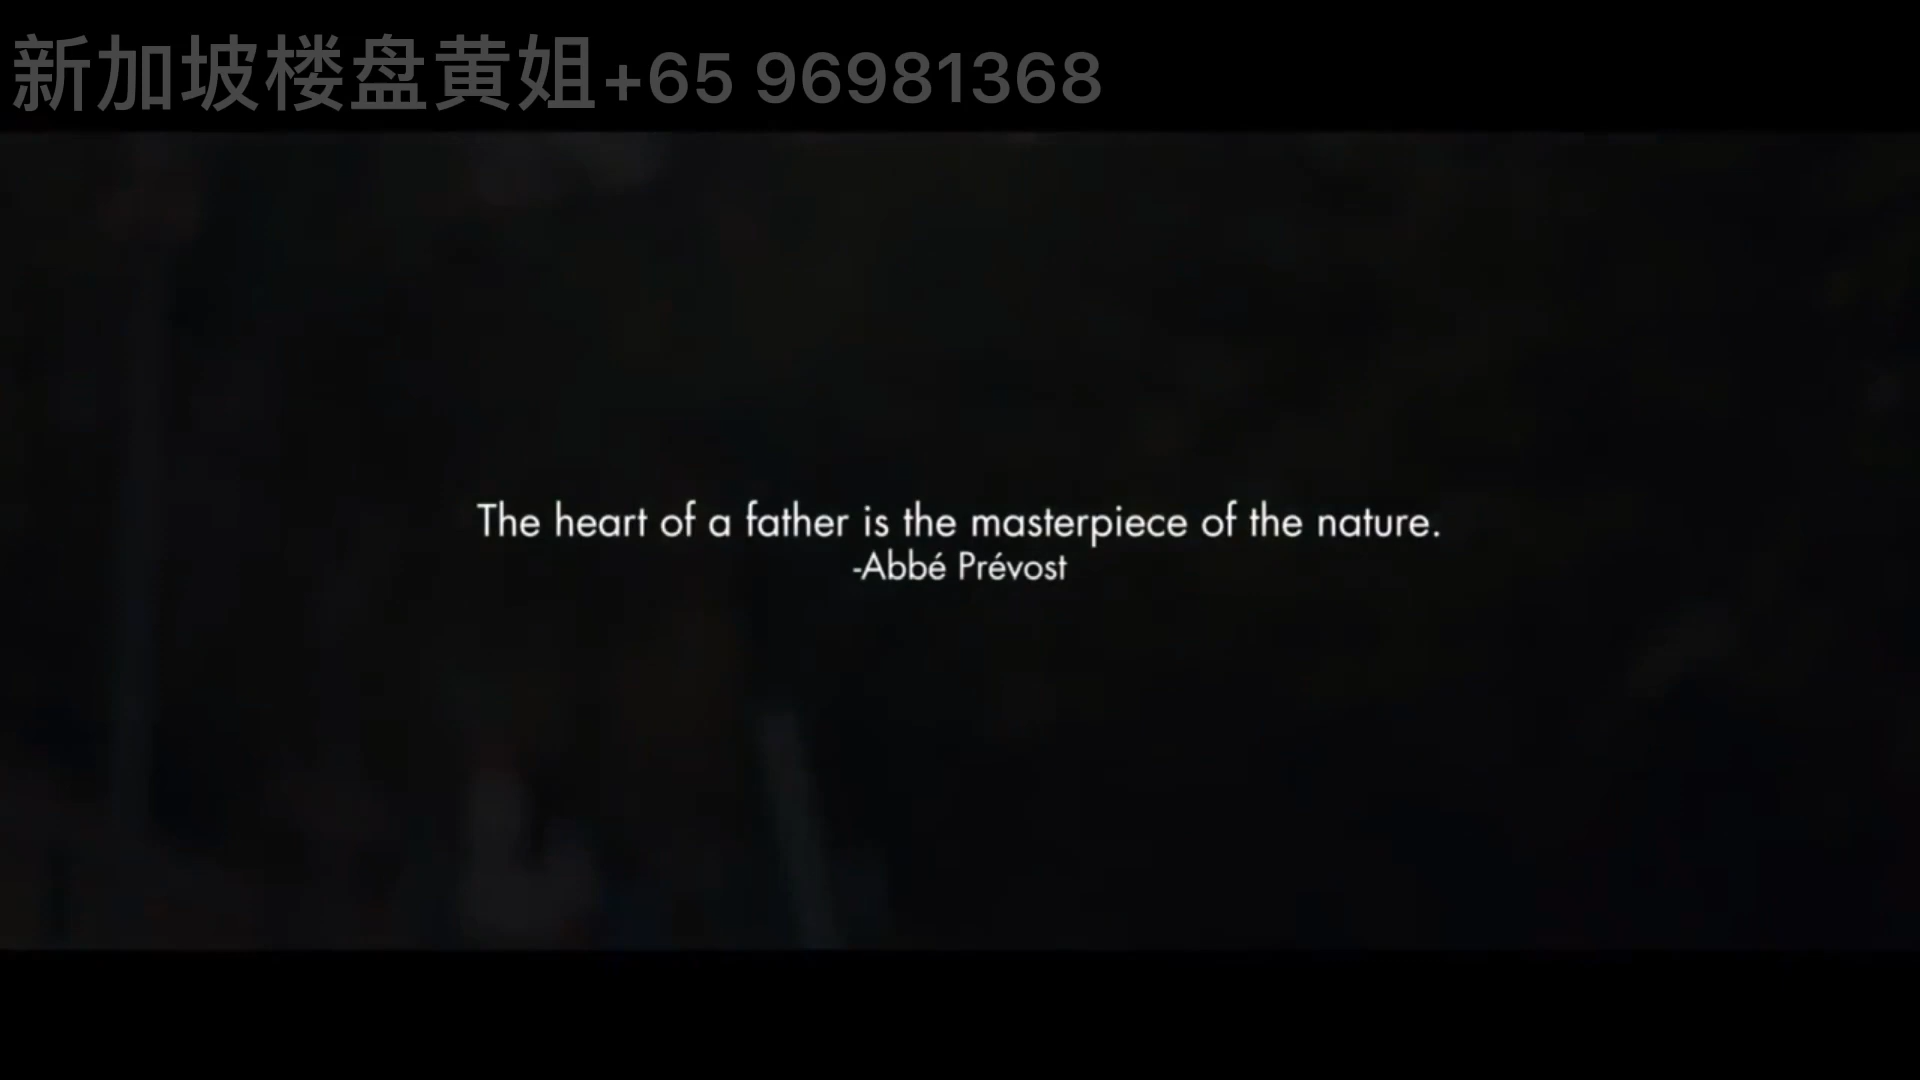 新加坡楼盘黄姐+65 96981368
The heart of a father is the masterpiece of the nature.
-Abbé Prévost